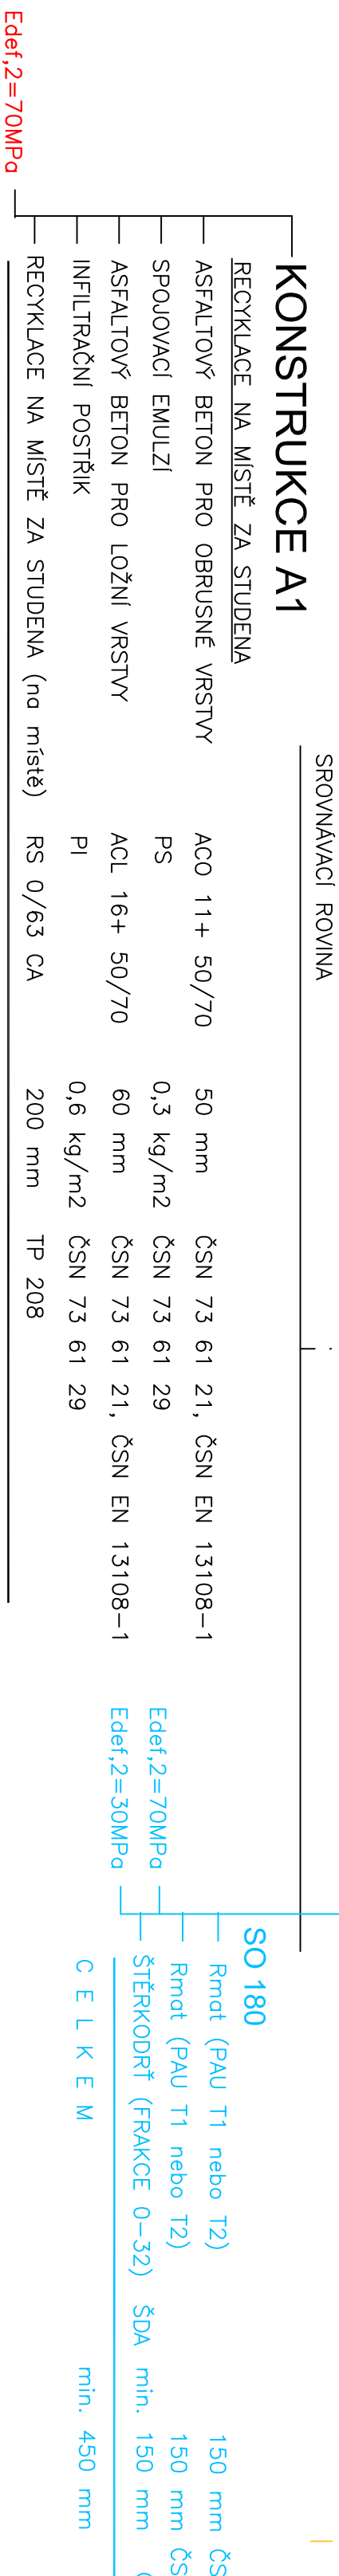 SROVNÁVACÍ ROVINA
KONSTRUKCE A1
RECYKLACE NA MÍSTĚ ZA STUDENA
ASFALTOVÝ BETON PRO OBRUSNÉ VRSTVY ACO 11+ 50/70 50 mm ČSN 73 61 21, ČSN EN 13108-1
SPOJOVACÍ EMULZÍ PS 0,3 kg/m2 ČSN 73 61 29
ASFALTOVÝ BETON PRO LOŽNÍ VRSTVY ACL 16+ 50/70 60 mm ČSN 73 61 21, ČSN EN 13108-1
INFILTRAČNÍ POSTŘIK PI 0,6 kg/m2 ČSN 73 61 29
RECYKLACE NA MÍSTĚ ZA STUDENA (na místě) RS 0/63 CA 200 mm TP 208
Edef,2=70MPa
SO 180
Rmat (PAU T1 nebo T2) 150 mm ČS
Rmat (PAU T1 nebo T2) 150 mm ČS
Edef,2=70MPa
ŠTĚRKODRŤ (FRAKCE 0-32) ŠDA min. 150 mm
Edef,2=30MPa
C E L K E M min. 450 mm